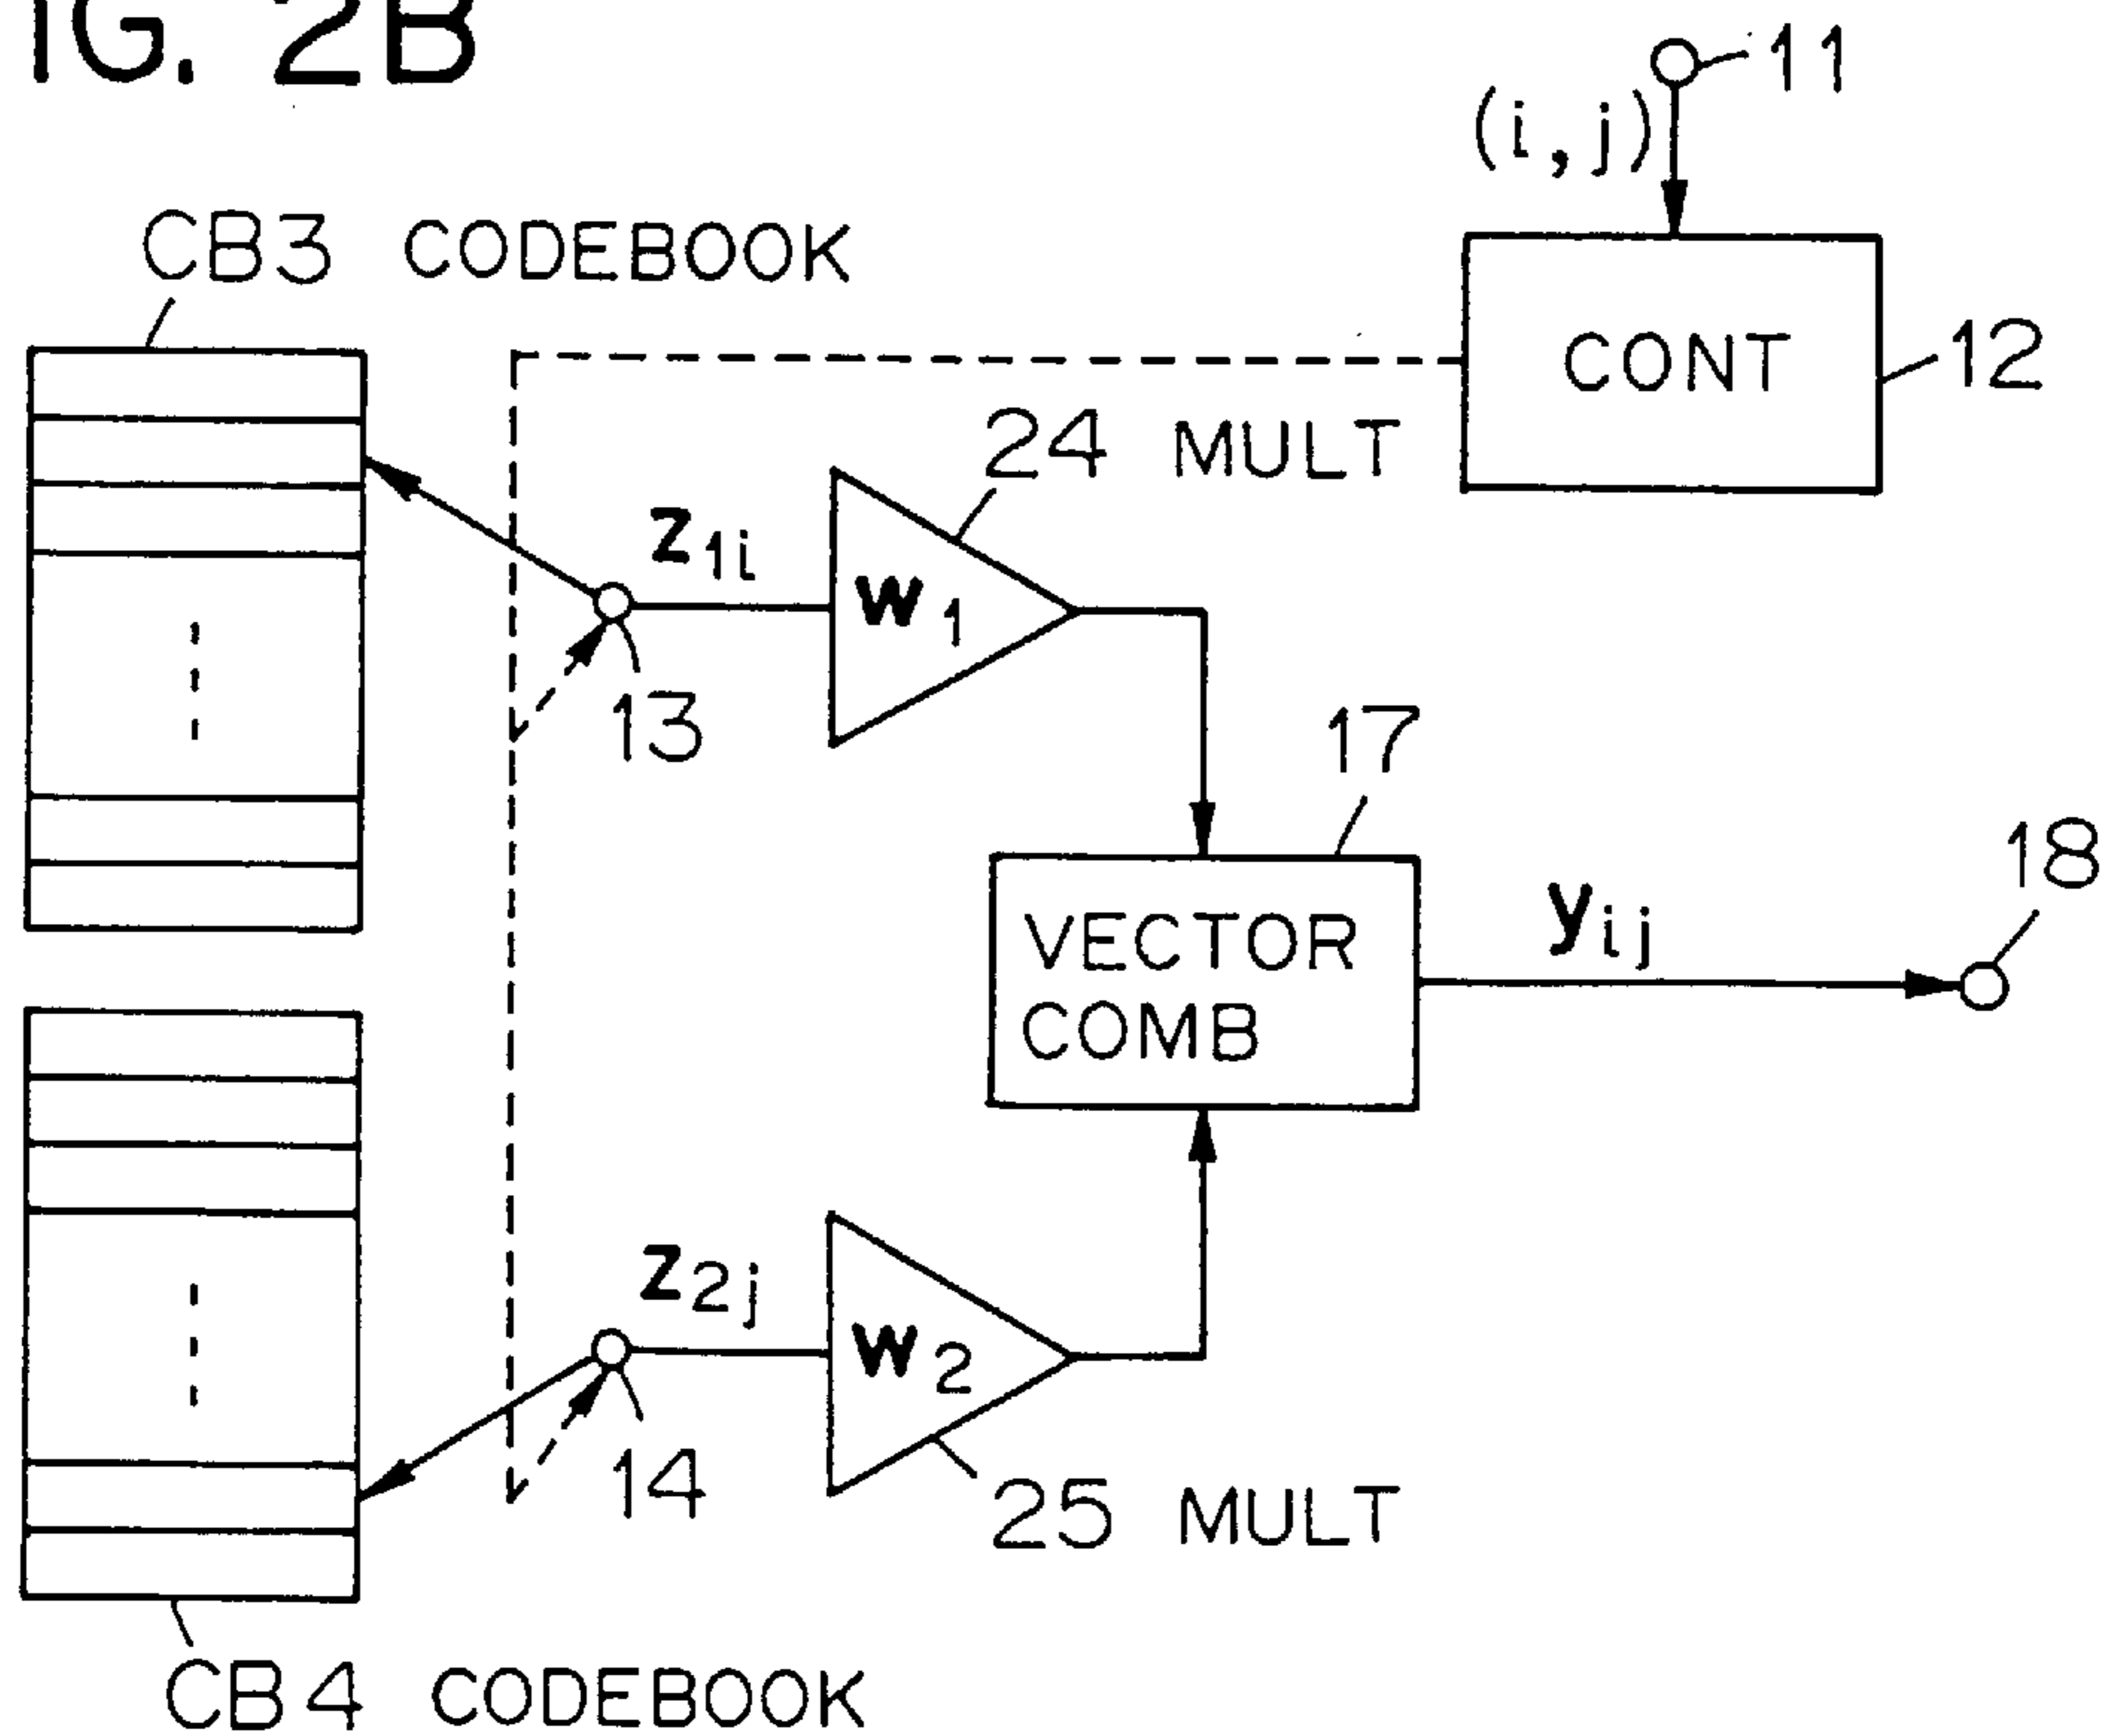 IG. 2B
11
(i, j)
CB3 CODEBOOK
CONT
12
24 MULT
z1i
w1
13
17
18
VECTOR
COMB
yij
z2j
w2
14
25 MULT
CB4 CODEBOOK